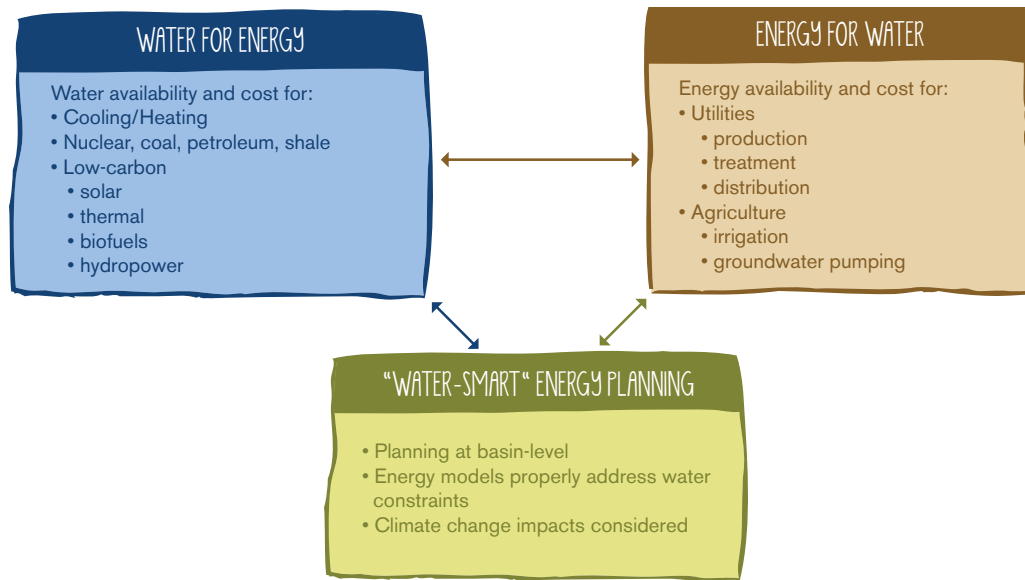 WATER FOR ENERGY
Water availability and cost for:
• Cooling/Heating
• Nuclear, coal, petroleum, shale
• Low-carbon
• solar
• thermal
• biofuels
• hydropower
ENERGY FOR WATER
Energy availability and cost for:
• Utilities
• production
• treatment
• distribution
• Agriculture
• irrigation
• groundwater pumping
“WATER-SMART“ ENERGY PLANNING
• Planning at basin-level
• Energy models properly address water
constraints
• Climate change impacts considered